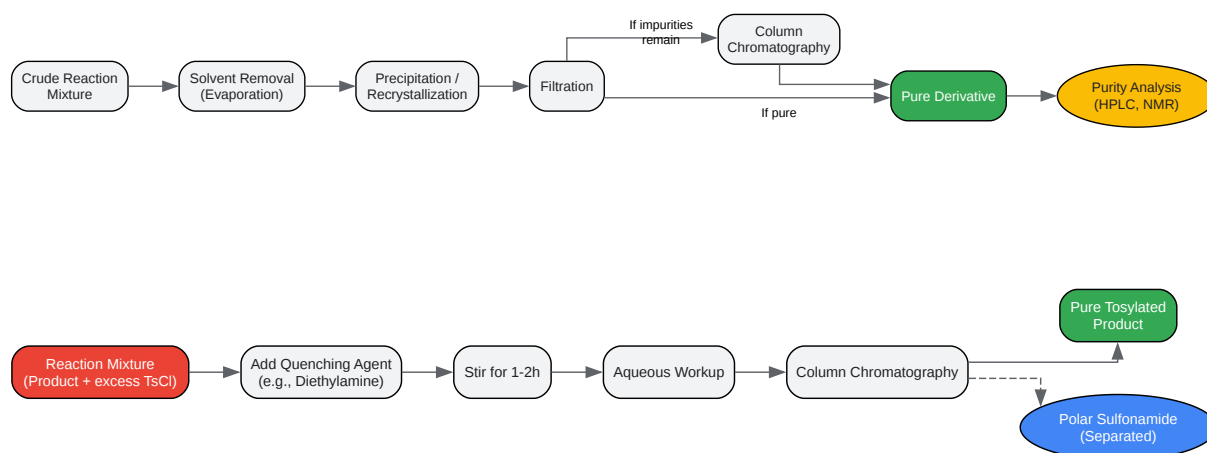 If impurities
remain
Column
Chromatography
Crude Reaction
Mixture
Solvent Removal
(Evaporation)
Precipitation /
Recrystallization
Filtration
If pure
Pure Derivative
Purity Analysis
(HPLC, NMR)
Pure Tosylated
Product
Reaction Mixture
(Product + excess TsCl)
Add Quenching Agent
(e.g., Diethylamine)
Stir for 1-2h
Aqueous Workup
Column Chromatography
Polar Sulfonamide
(Separated)